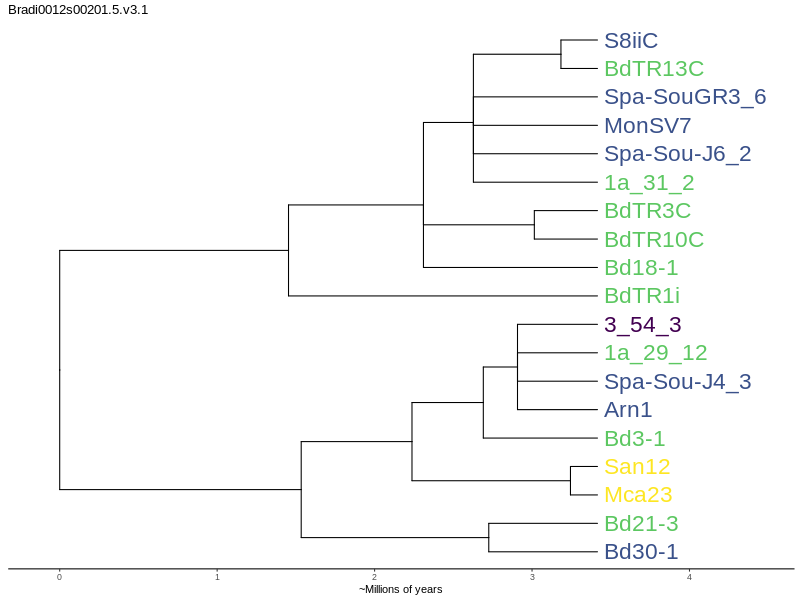 Bradi0012s00201.5.v3.1
S8iiC
BdTR13C
Spa-SouGR3_6
MonSV7
Spa-Sou-J6_2
1a_31_2
BdTR3C
BdTR10C
Bd18-1
BdTR1i
3_54_3
1a_29_12
Spa-Sou-J4_3
Arn1
Bd3-1
San12
Mca23
Bd21-3
Bd30-1
0 1 2 3 4
~Millions of years